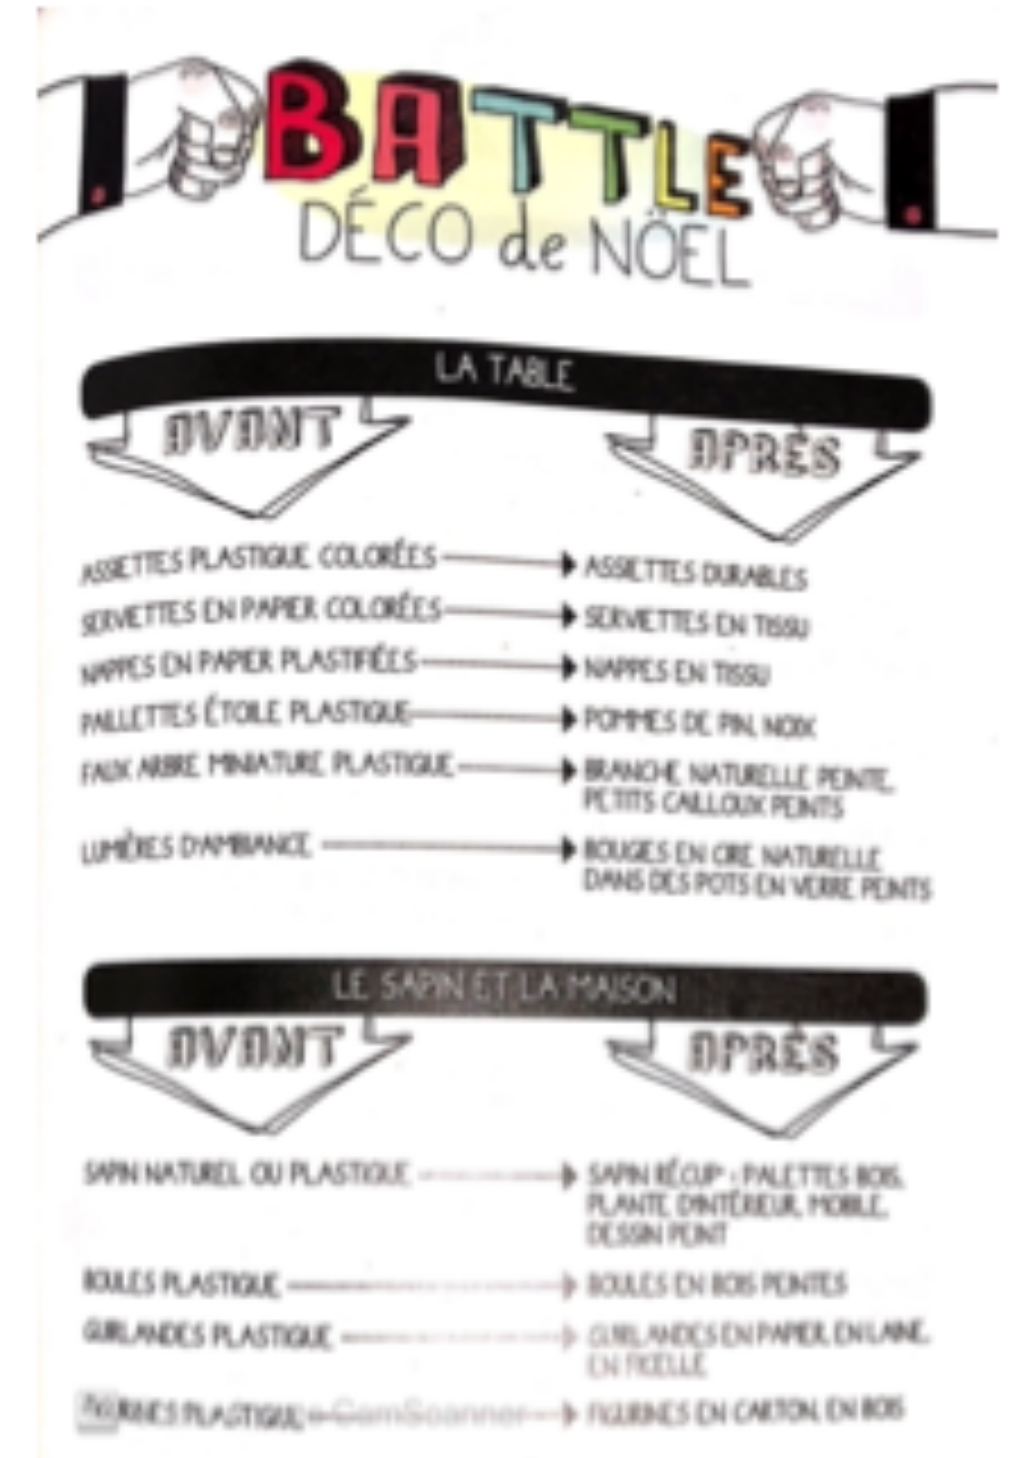 BATTLE
DÉCO de NÖEL
LA TABLE
AVANT
APRÈS
ASSIETTES PLASTIQUE COLORÉES
ASSIETTES DURABLES
SERVIETTES EN PAPIER COLORÉES
SERVIETTES EN TISSU
NAPPES EN PAPIER PLASTIFIÉES
NAPPES EN TISSU
PAILLETTES ÉTOILE PLASTIQUE
POMMES DE PIN, NOIX
FAUX ARBRE MINIATURE PLASTIQUE
BRANCHE NATURELLE PEINTE,
PETITS CAILLOUX PEINTS
LUMIÈRES D'AMBIANCE
BOUGIES EN CIRE NATURELLE
DANS DES POTS EN VERRE PEINTS
LE SAPIN ET LA MAISON
AVANT
APRÈS
SAPIN NATUREL OU PLASTIQUE
SAPIN RÉCUP' : PALETTES BOIS,
PLANTE D'INTÉRIEUR, MOBILE,
DESSIN PEINT
BOULES PLASTIQUE
BOULES EN BOIS PEINTES
GUIRLANDES PLASTIQUE
GUIRLANDES EN PAPIER, EN LAINE,
EN FICELLE
PLASTIQUE
CamScanner
FIGURINES EN CARTON, EN BOIS